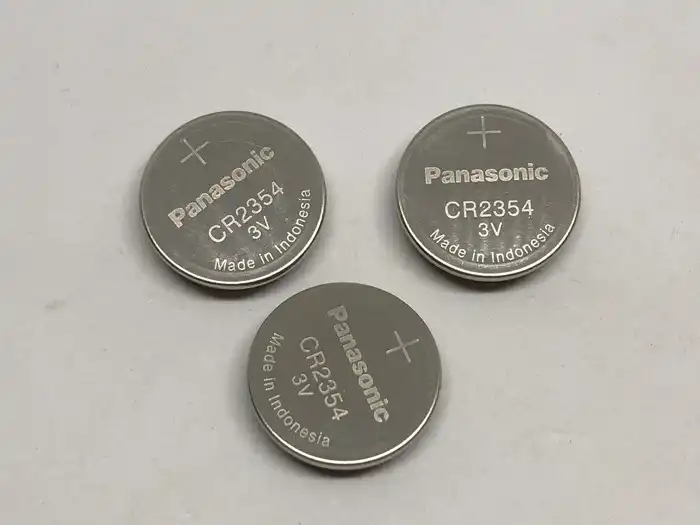 +
Panasonic
CR2354
3V
Made in Indonesia
+
Panasonic
CR2354
3V
Made in Indonesia
+
Panasonic
CR2354
3V
Made in Indonesia